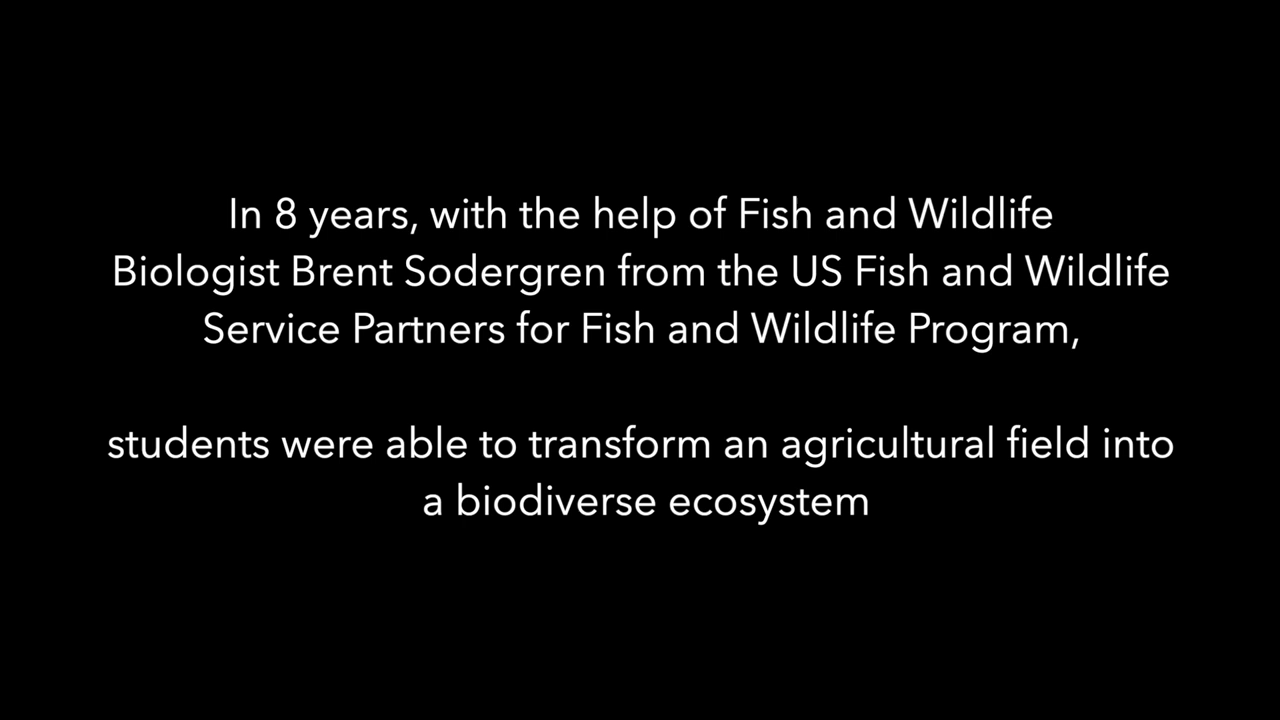 In 8 years, with the help of Fish and Wildlife
Biologist Brent Sodergren from the US Fish and Wildlife
Service Partners for Fish and Wildlife Program,
students were able to transform an agricultural field into
a biodiverse ecosystem